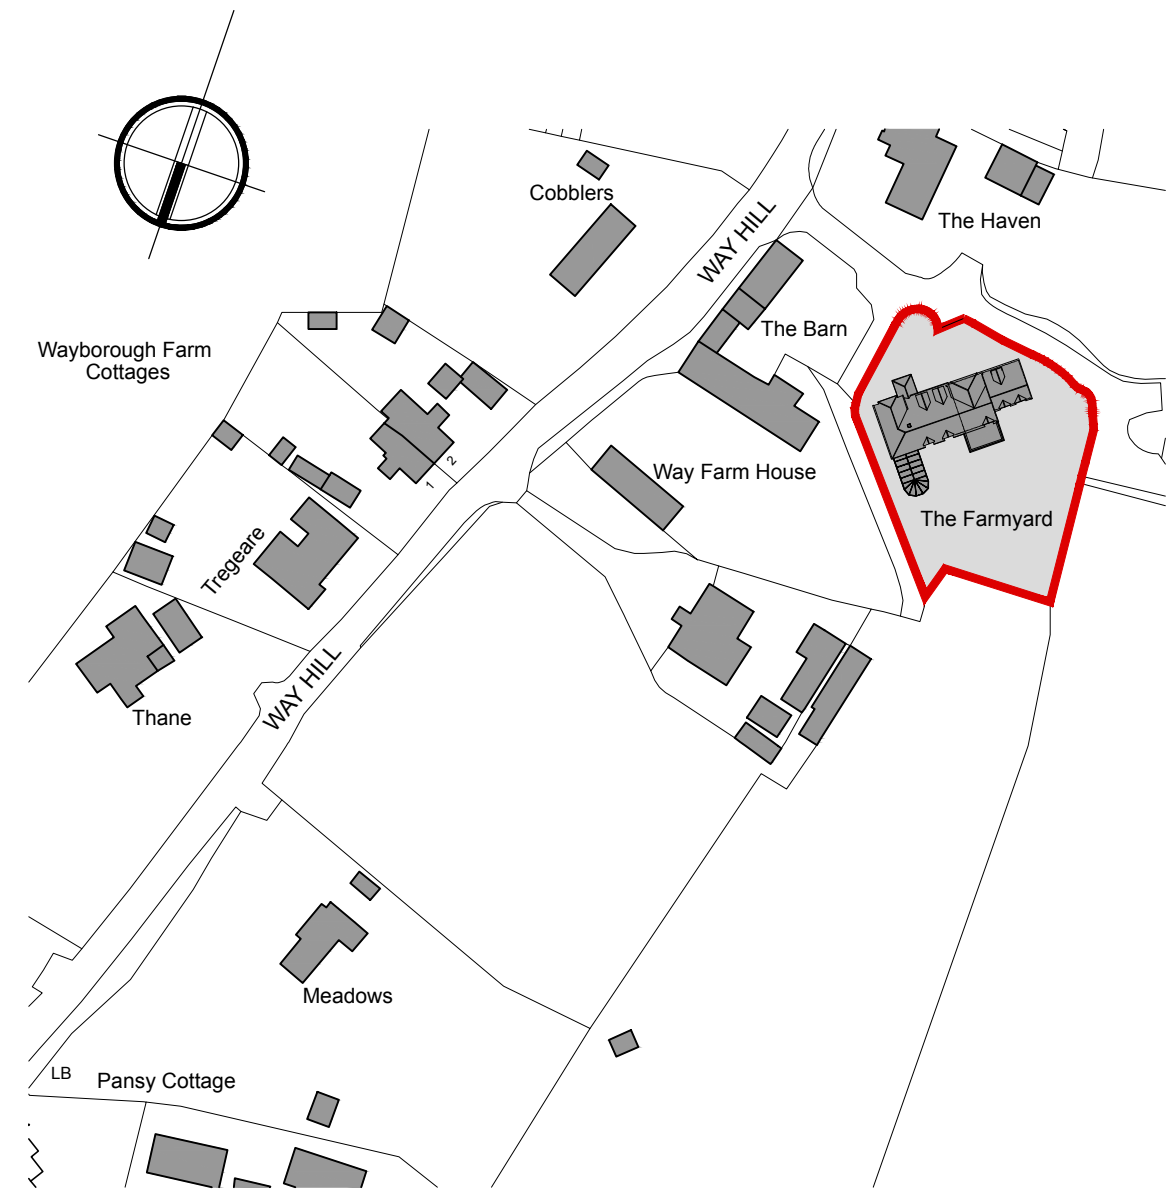 Cobblers
WAY HILL
The Haven
The Barn
Wayborough Farm
Cottages
2
1
Way Farm House
The Farmyard
Tregeare
WAY HILL
Thane
Meadows
LB
Pansy Cottage